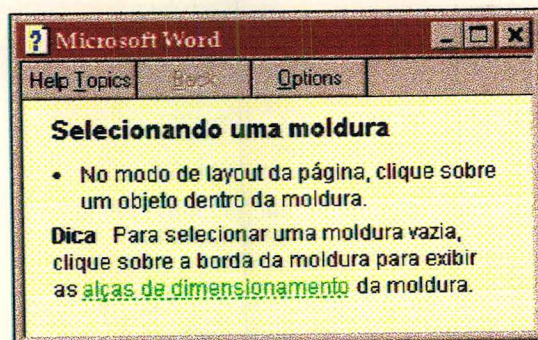 Microsoft Word
Help Topics Back Options
Selecionando uma moldura
• No modo de layout da página, clique sobre
um objeto dentro da moldura.
Dica Para selecionar uma moldura vazia,
clique sobre a borda da moldura para exibir
as alças de dimensionamento da moldura.